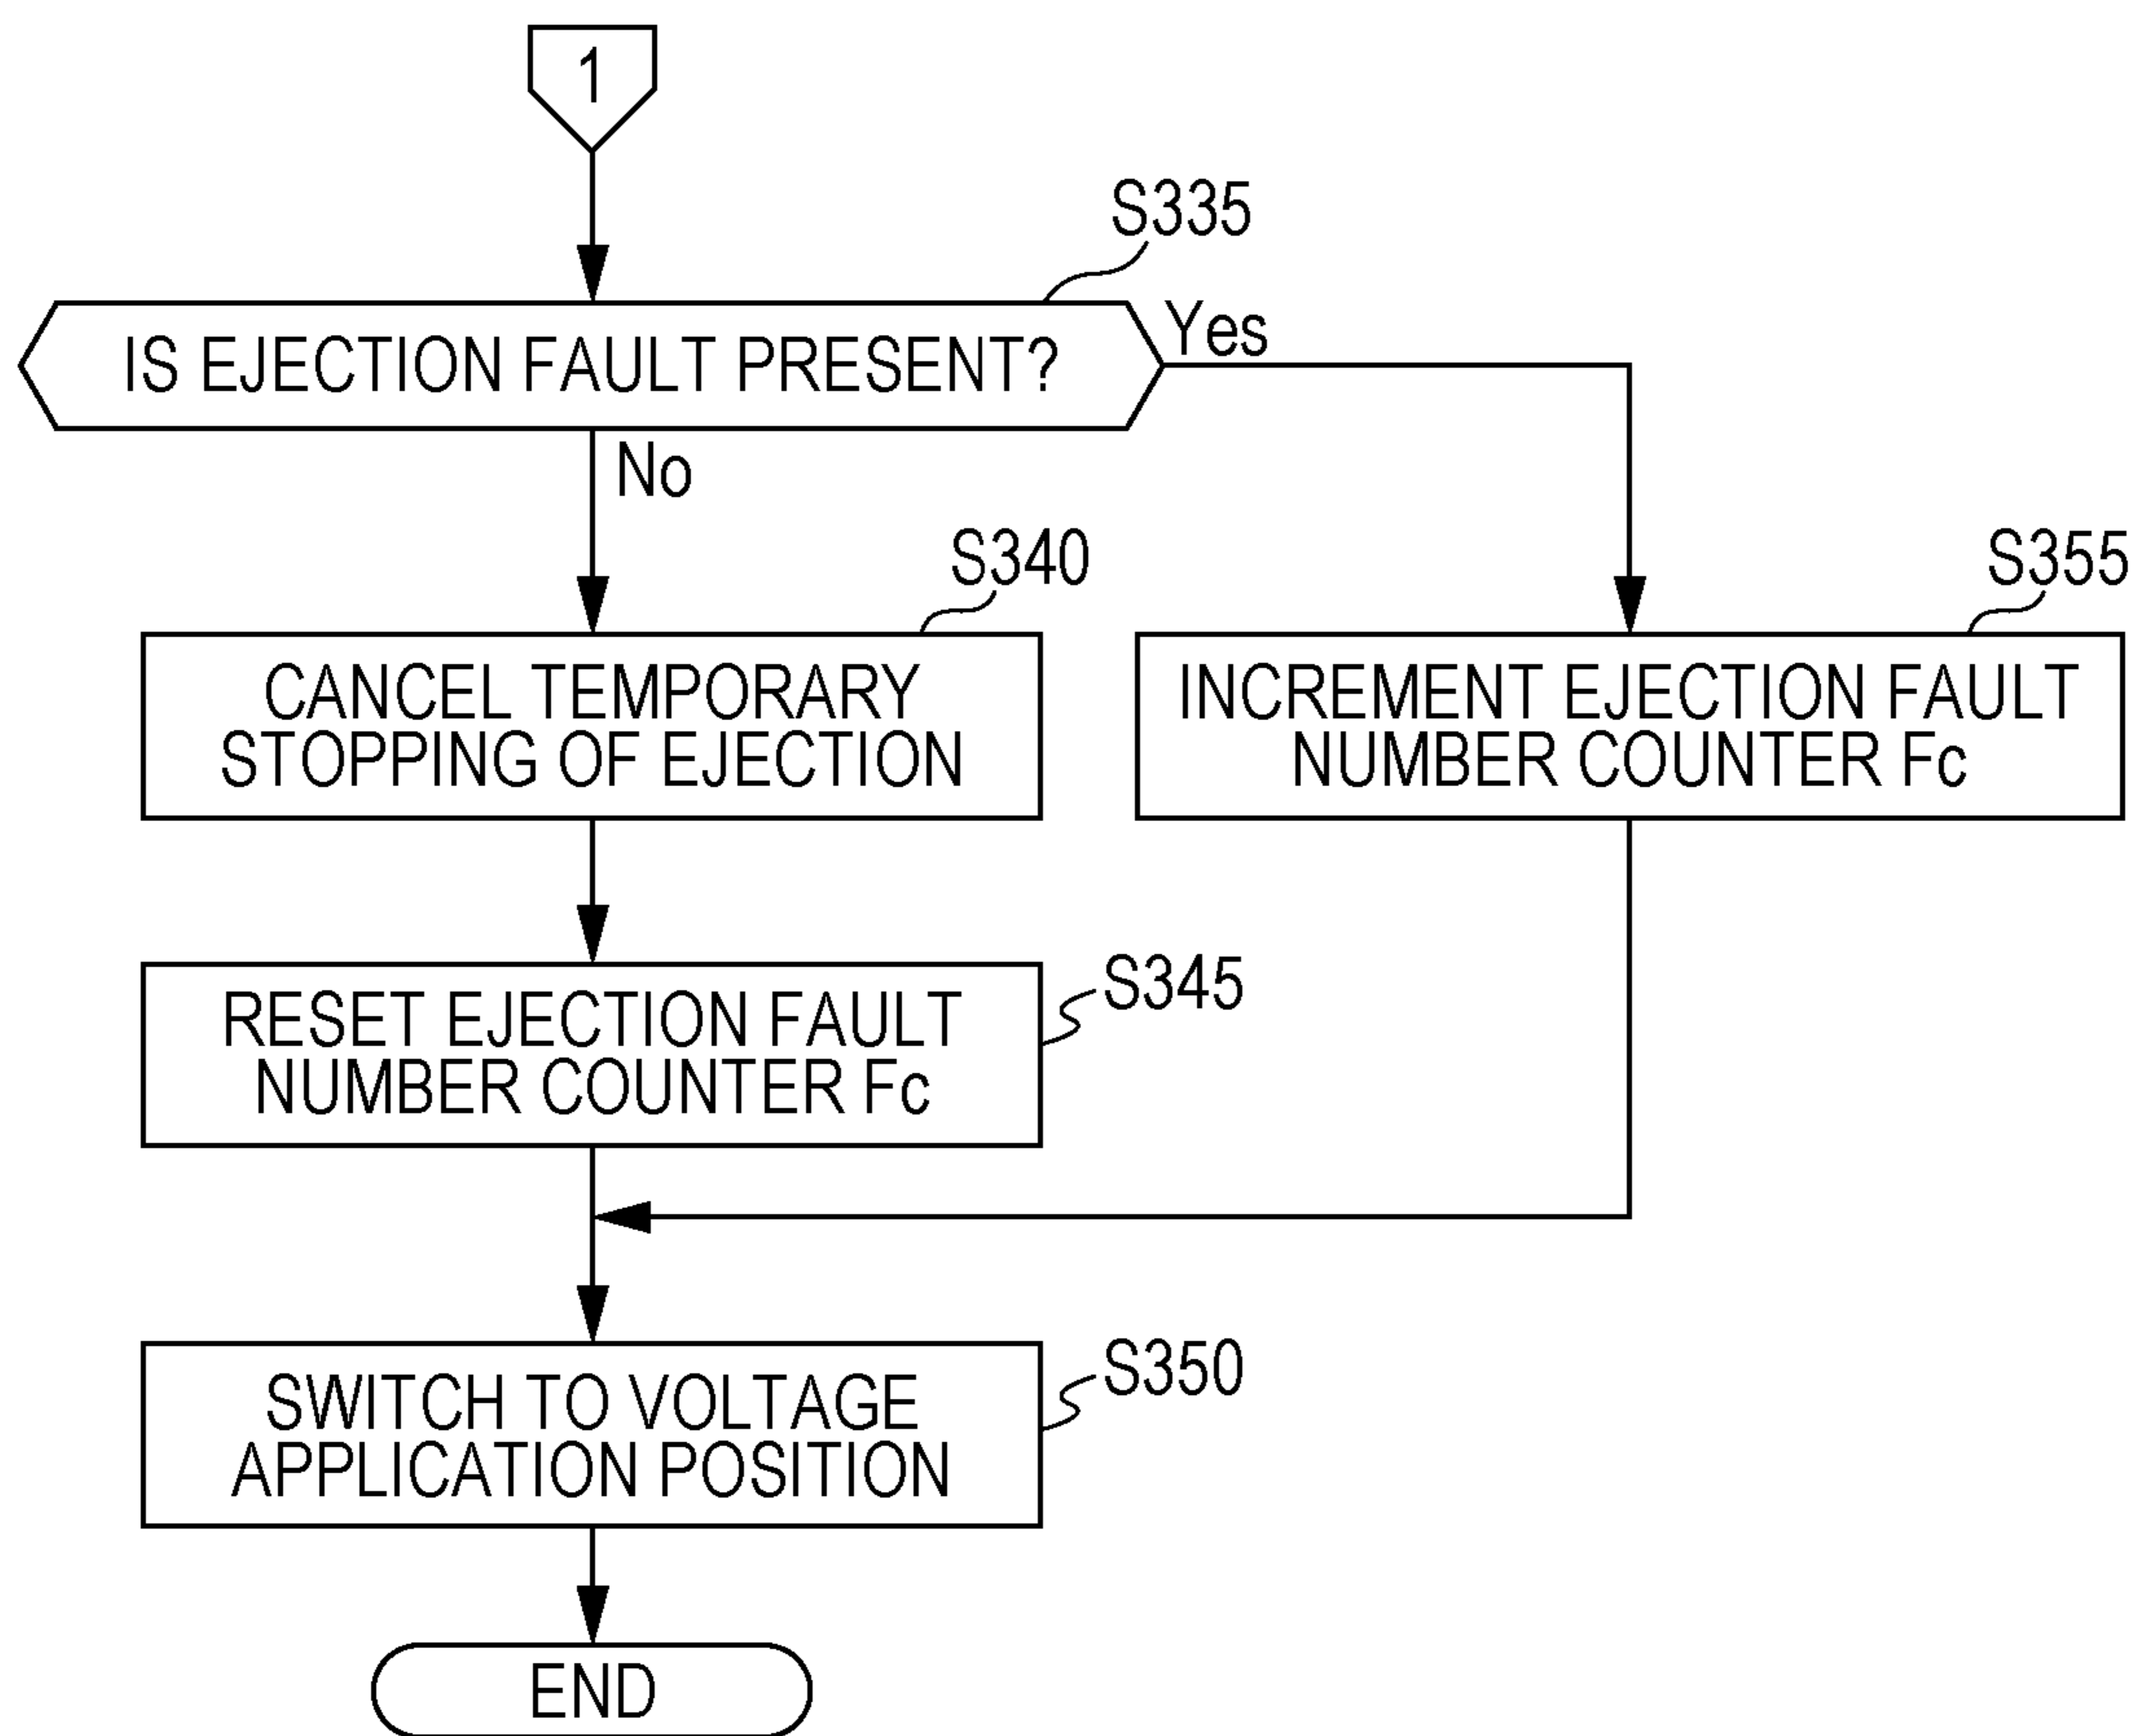 1
S335
IS EJECTION FAULT PRESENT?
Yes
No
S340
CANCEL TEMPORARY
STOPPING OF EJECTION
S355
INCREMENT EJECTION FAULT
NUMBER COUNTER Fc
S345
RESET EJECTION FAULT
NUMBER COUNTER Fc
S350
SWITCH TO VOLTAGE
APPLICATION POSITION
END